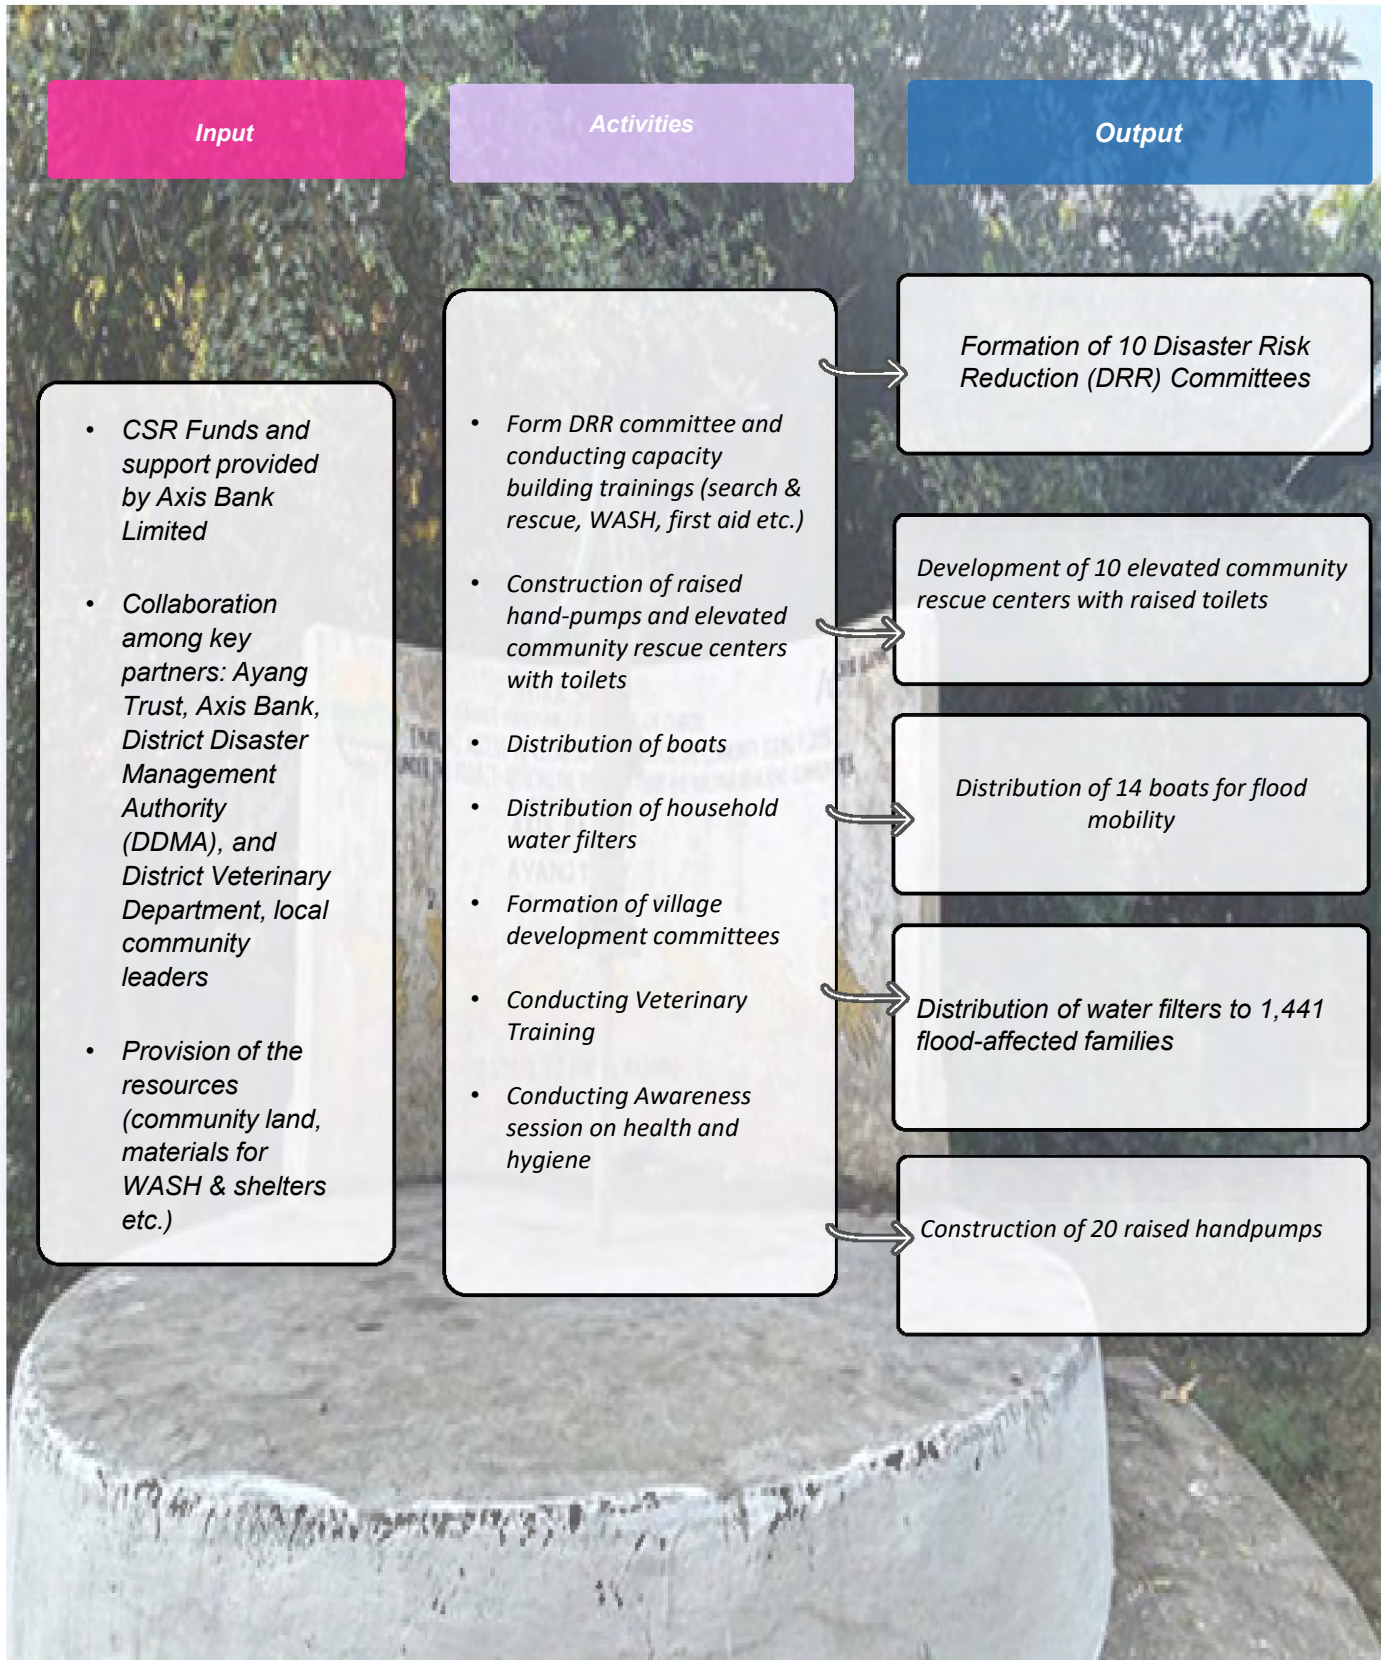 Input
Activities
Output
• CSR Funds and
support provided
by Axis Bank
Limited
• Collaboration
among key
partners: Ayang
Trust, Axis Bank,
District Disaster
Management
Authority
(DDMA), and
District Veterinary
Department, local
community
leaders
• Provision of the
resources
(community land,
materials for
WASH & shelters
etc.)
• Form DRR committee and
conducting capacity
building trainings (search &
rescue, WASH, first aid etc.)
• Construction of raised
hand-pumps and elevated
community rescue centers
with toilets
• Distribution of boats
• Distribution of household
water filters
• Formation of village
development committees
• Conducting Veterinary
Training
• Conducting Awareness
session on health and
hygiene
Formation of 10 Disaster Risk
Reduction (DRR) Committees
Development of 10 elevated community
rescue centers with raised toilets
Distribution of 14 boats for flood
mobility
Distribution of water filters to 1,441
flood-affected families
Construction of 20 raised handpumps